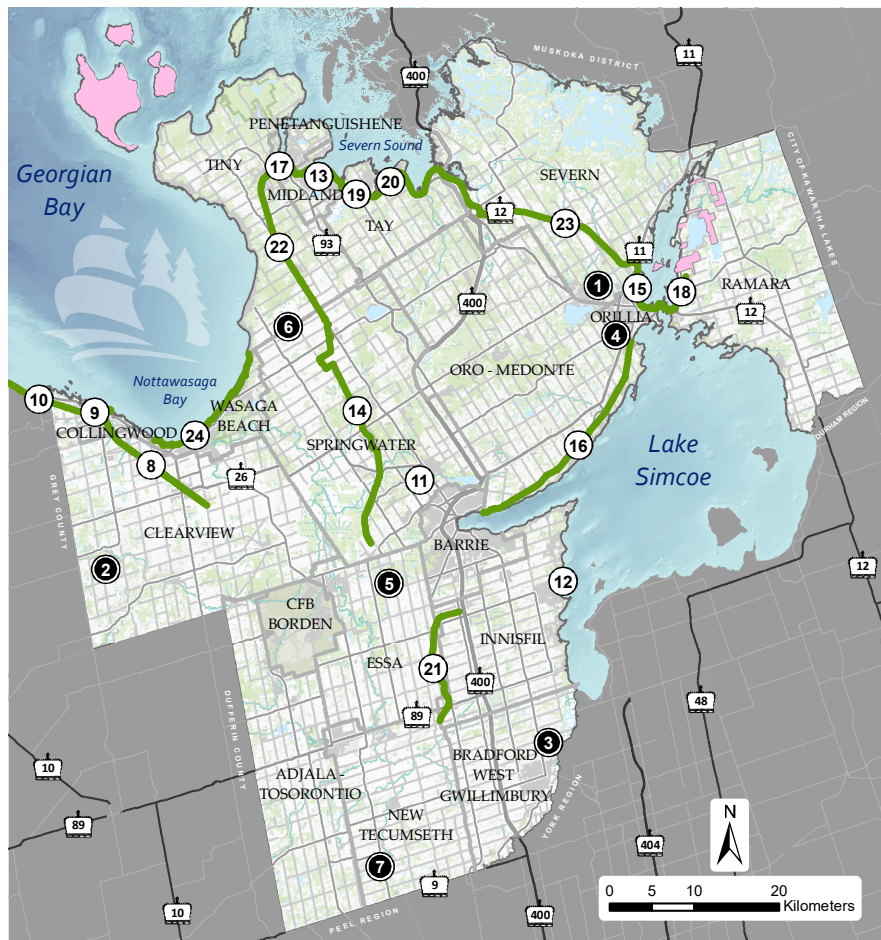 MUSKOKA DISTRICT
11
400
PENETANGUISHENE
Severn Sound
CITY OF KAWARTHA LAKES
TINY
17
13
20
SEVERN
Georgian
Bay
MIDLAND
19
12
23
TAY
22
93
11
1
15
18
RAMARA
400
ORILLIA
12
6
4
ORO - MEDONTE
Nottawasaga
Bay
10
9
WASAGA
BEACH
14
COLLINGWOOD
24
SPRINGWATER
16
DURHAM REGION
8
26
11
Lake
Simcoe
GREY COUNTY
CLEARVIEW
BARRIE
2
5
12
12
CFB
BORDEN
INNISFIL
ESSA
21
400
48
DUFFERIN COUNTY
89
3
BRADFORD
WEST
GWILLIMBURY
10
ADJALA -
TOSORONTIO
YORK REGION
NEW
TECUMSETH
N
89
404
7
9
10
PEEL REGION
400
0 5 10 20
Kilometers